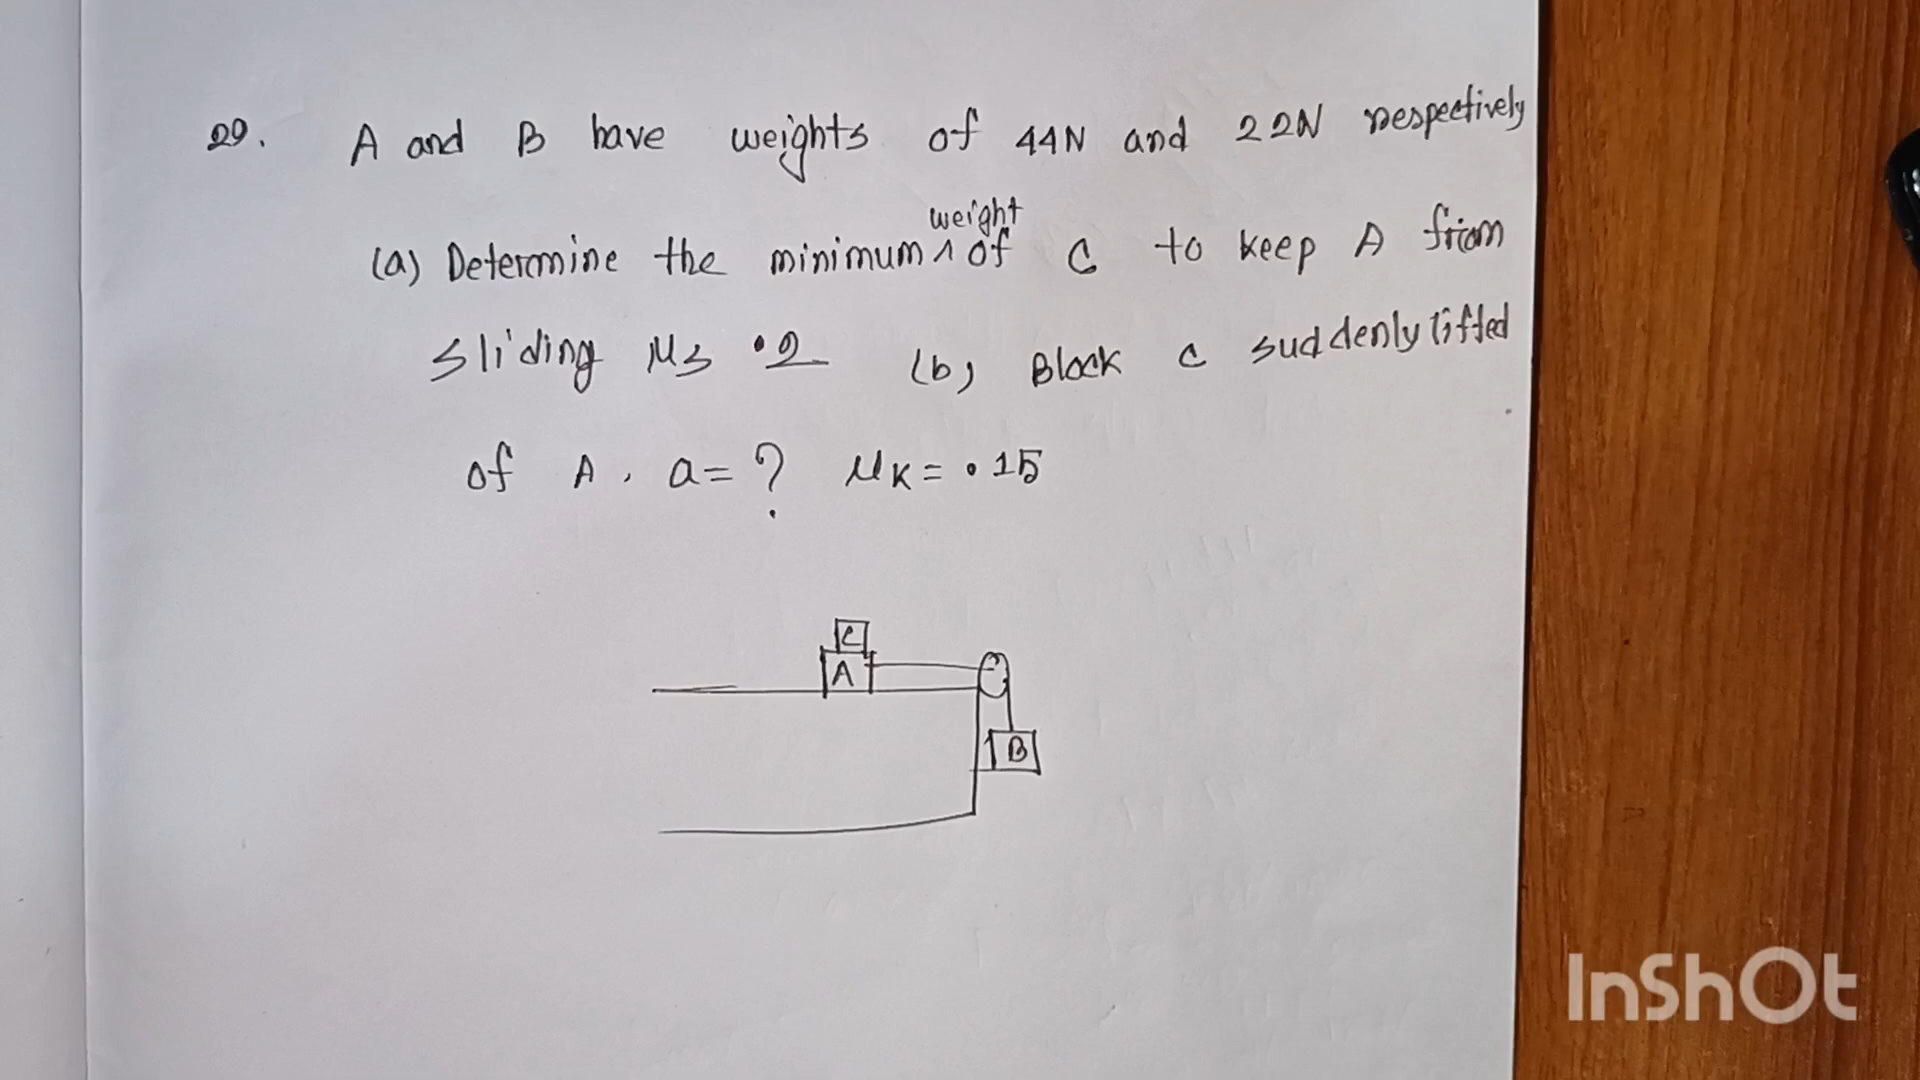 29. A and B have weights of 44N and 22N respectively
(a) Determine the minimum ^ weight of C to keep A from
sliding μs .2 (b) Block C suddenly lifted
of A, a = ? μK = .15
C
A
B
InShOt